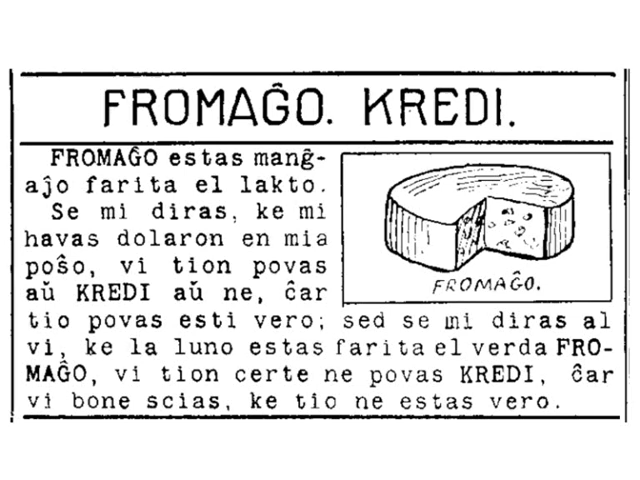 FROMAĜO. KREDI.
FROMAĜO estas manĝ-
aĵo farita el lakto.
Se mi diras, ke mi
havas dolaron en mia
poŝo, vi tion povas
aŭ KREDI aŭ ne, ĉar
tio povas esti vero; sed se mi diras al
vi, ke la luno estas farita el verda FRO-
MAĜO, vi tion certe ne povas KREDI, ĉar
vi bone scias, ke tio ne estas vero.
FROMAĜO.